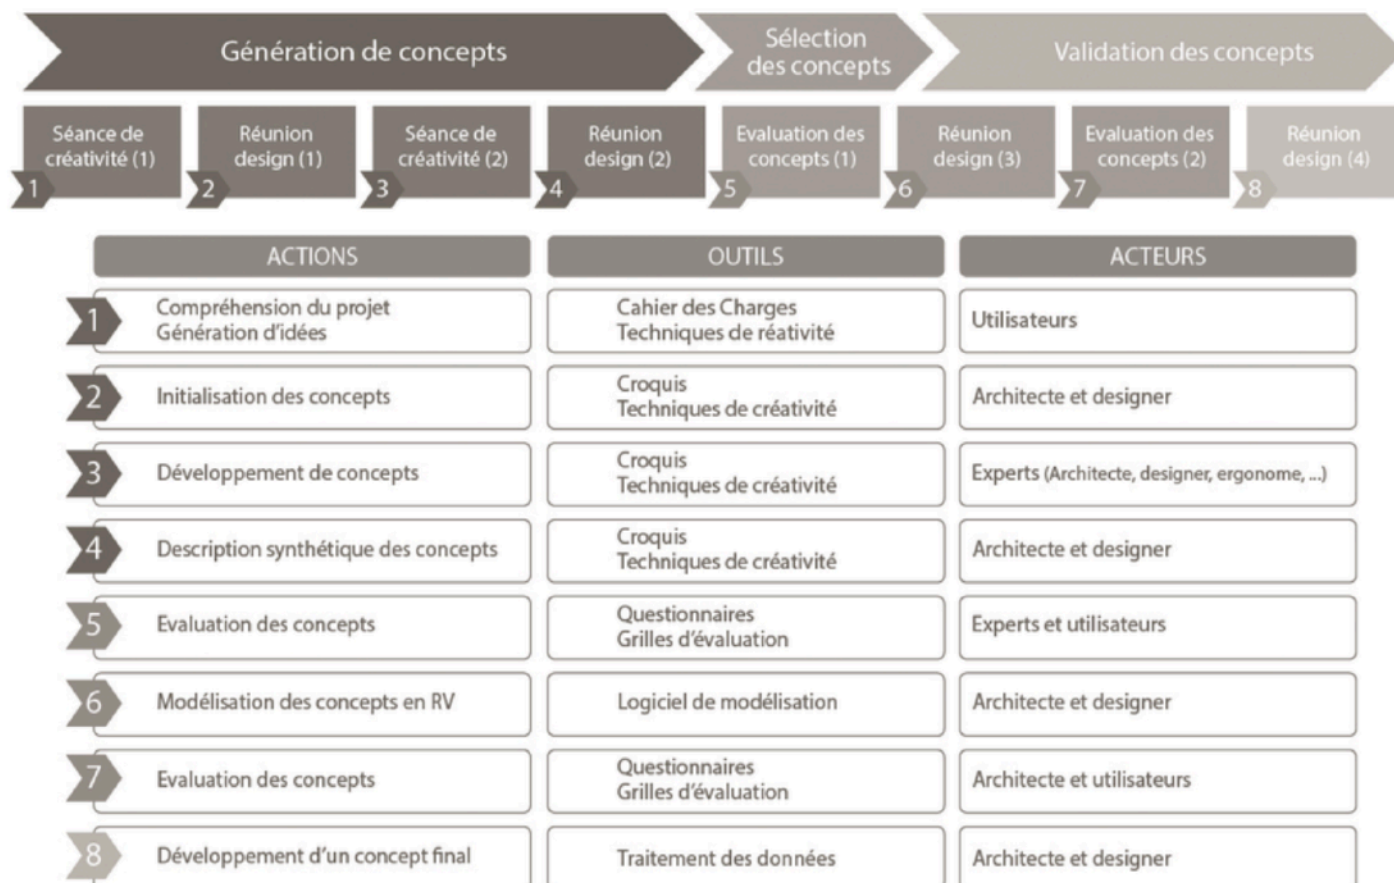 Génération de concepts
Sélection
des concepts
Validation des concepts
Séance de
créativité (1)
1
Réunion
design (1)
2
Séance de
créativité (2)
3
Réunion
design (2)
4
Evaluation des
concepts (1)
5
Réunion
design (3)
6
Evaluation des
concepts (2)
7
Réunion
design (4)
8
ACTIONS
OUTILS
ACTEURS
1
Compréhension du projet
Génération d'idées
Cahier des Charges
Techniques de réativité
Utilisateurs
2
Initialisation des concepts
Croquis
Techniques de créativité
Architecte et designer
3
Développement de concepts
Croquis
Techniques de créativité
Experts (Architecte, designer, ergonome, ...)
4
Description synthétique des concepts
Croquis
Techniques de créativité
Architecte et designer
5
Evaluation des concepts
Questionnaires
Grilles d'évaluation
Experts et utilisateurs
6
Modélisation des concepts en RV
Logiciel de modélisation
Architecte et designer
7
Evaluation des concepts
Questionnaires
Grilles d'évaluation
Architecte et utilisateurs
8
Développement d'un concept final
Traitement des données
Architecte et designer